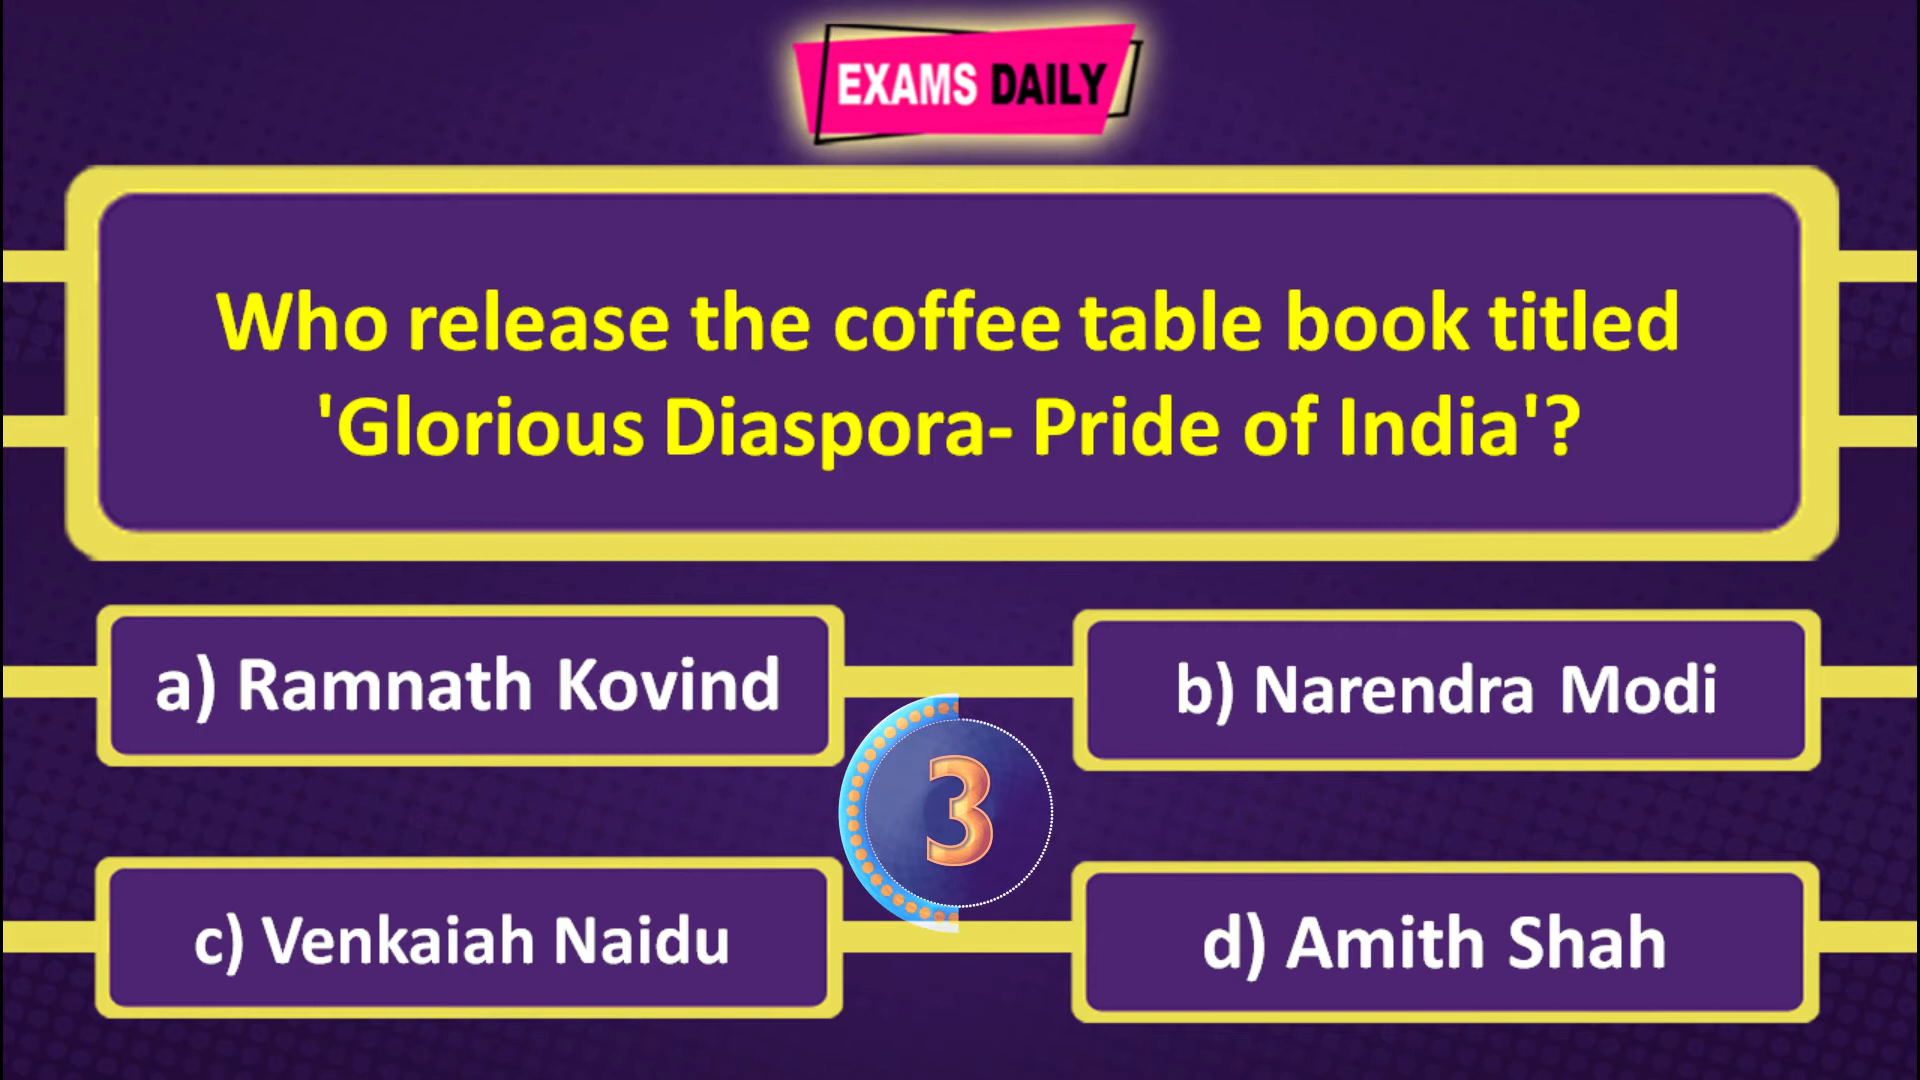 EXAMS DAILY
Who release the coffee table book titled
'Glorious Diaspora- Pride of India'?
a) Ramnath Kovind
b) Narendra Modi
3
c) Venkaiah Naidu
d) Amith Shah